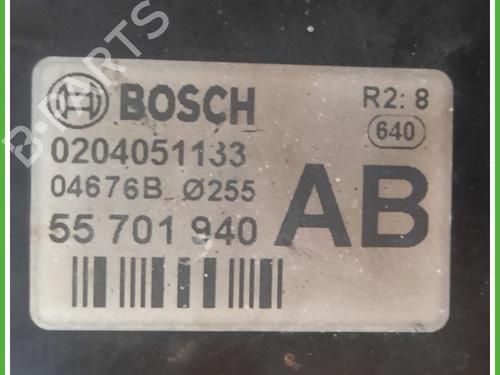 B-PARTS
BOSCH
R2: 8
640
0204051133
04676B Ø255
55 701 940
AB